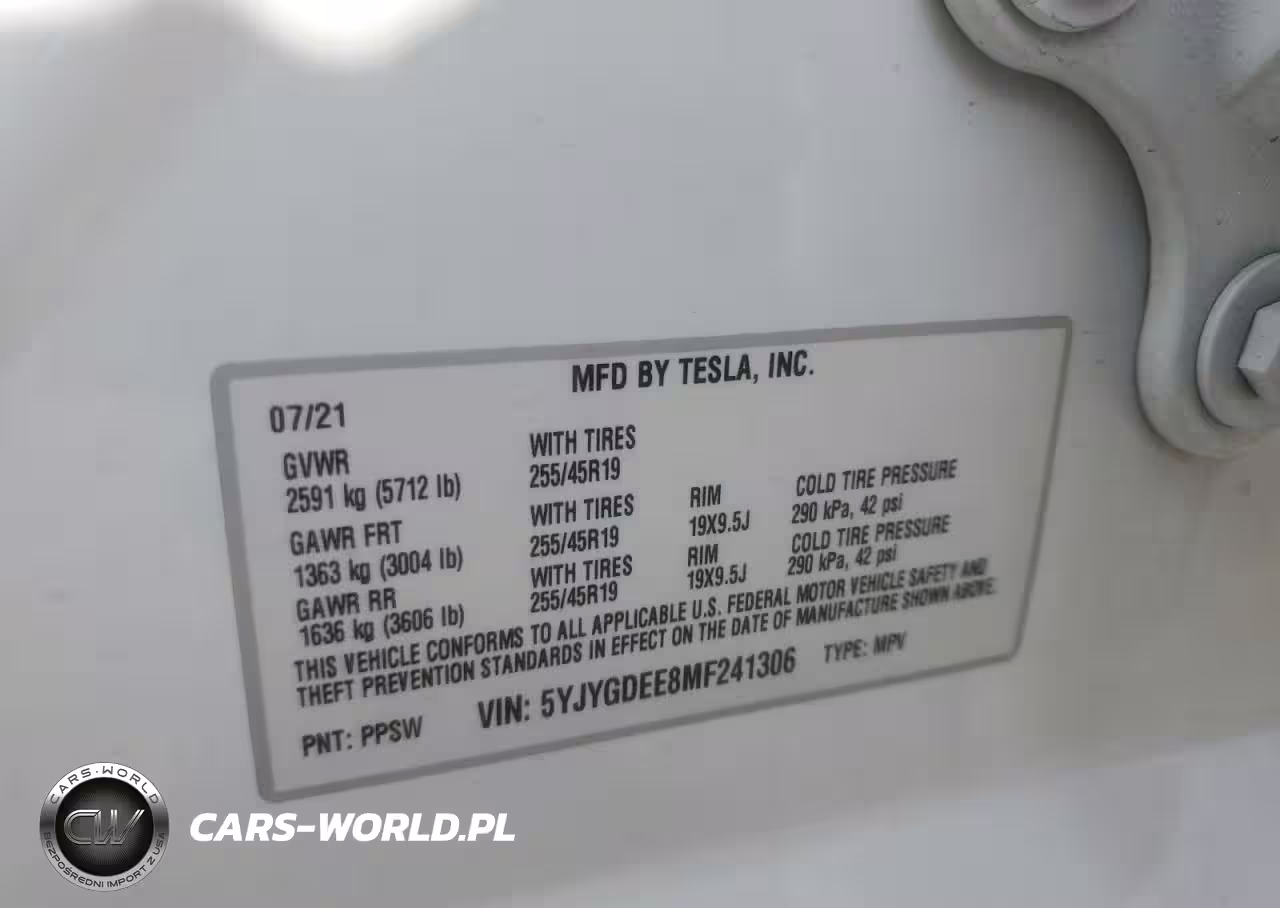 MFD BY TESLA, INC.
07/21
GVWR WITH TIRES
2591 kg (5712 lb) 255/45R19
GAWR FRT WITH TIRES RIM COLD TIRE PRESSURE
1363 kg (3004 lb) 255/45R19 19X9.5J 290 kPa, 42 psi
GAWR RR WITH TIRES RIM COLD TIRE PRESSURE
1636 kg (3606 lb) 255/45R19 19X9.5J 290 kPa, 42 psi
THIS VEHICLE CONFORMS TO ALL APPLICABLE U.S. FEDERAL MOTOR VEHICLE SAFETY AND
THEFT PREVENTION STANDARDS IN EFFECT ON THE DATE OF MANUFACTURE SHOWN ABOVE.
PNT: PPSW VIN: 5YJYGDEE8MF241306 TYPE: MPV
CARS-WORLD
CW
BEZPOŚREDNI IMPORT Z USA
CARS-WORLD.PL